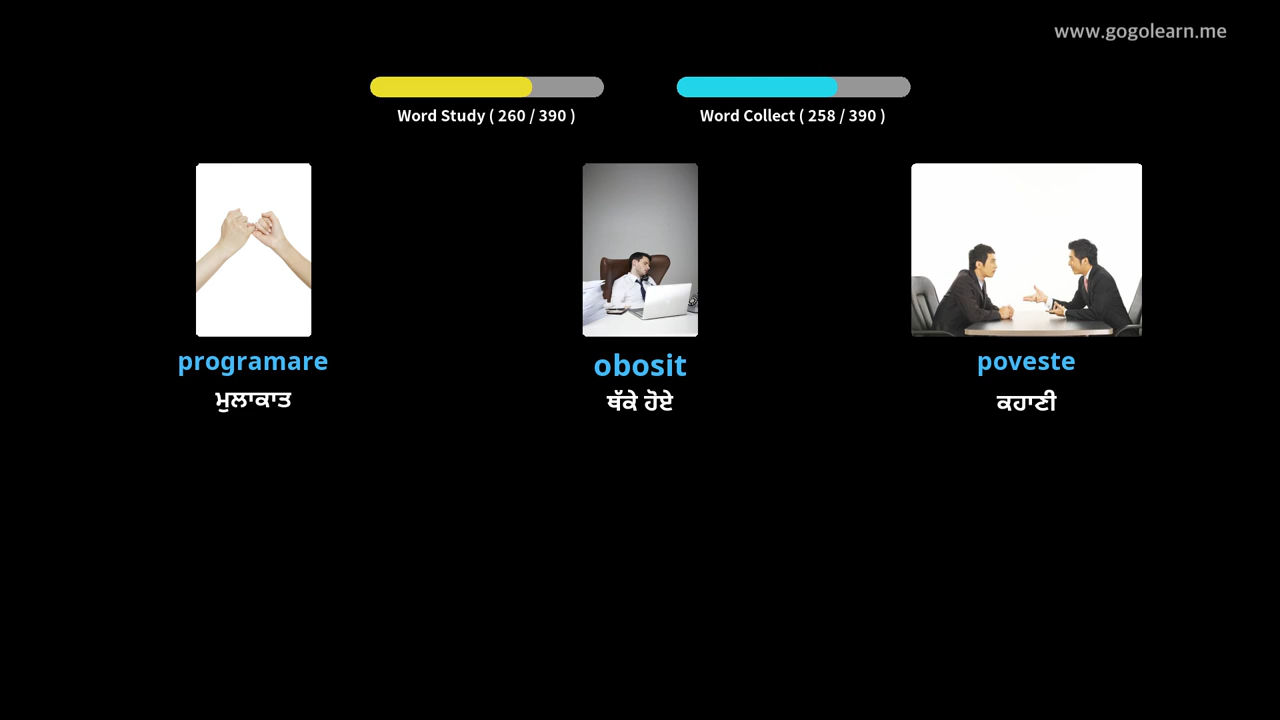 www.gogolearn.me
Word Study ( 260 / 390 )
Word Collect ( 258 / 390 )
programare
obosit
poveste
ਮੁਲਾਕਾਤ
ਥੱਕੇ ਹੋਏ
ਕਹਾਣੀ